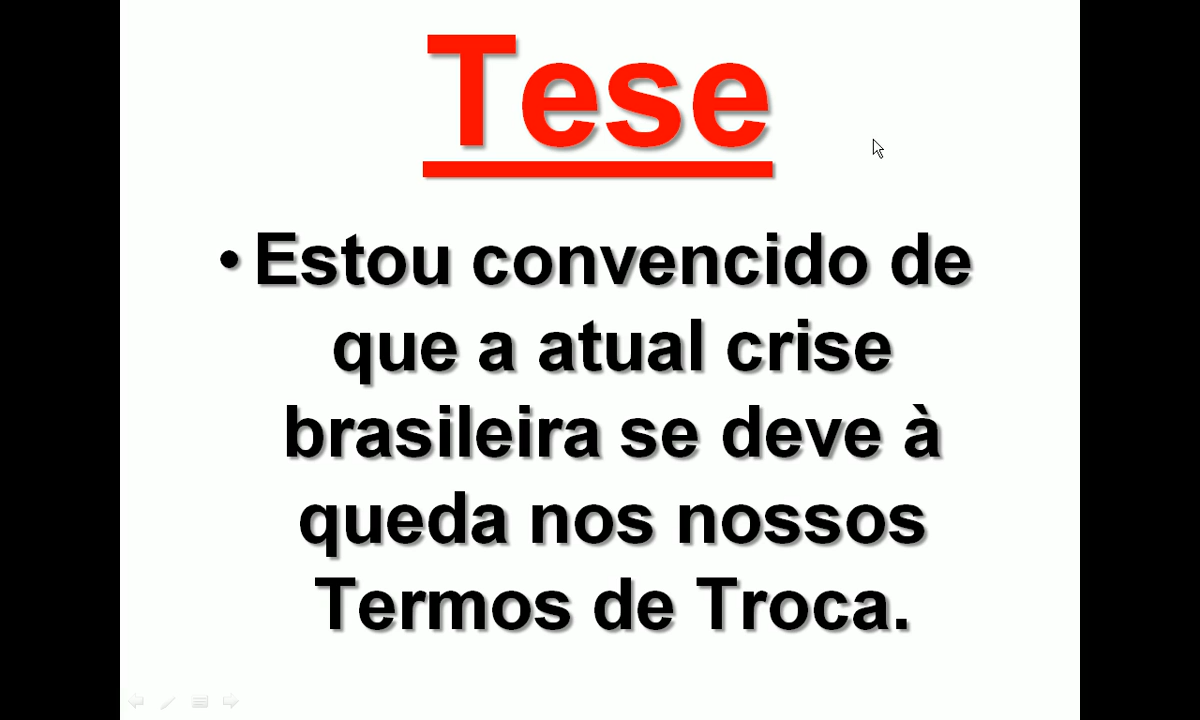 Tese
• Estou convencido de
que a atual crise
brasileira se deve à
queda nos nossos
Termos de Troca.